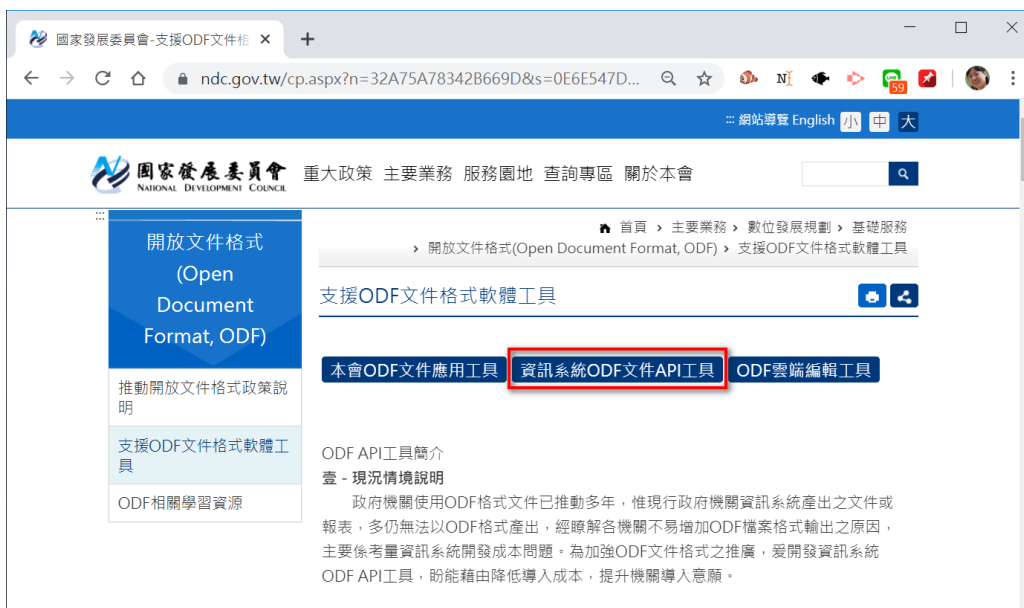 國家發展委員會-支援ODF文件格
ndc.gov.tw/cp.aspx?n=32A75A78342B669D&s=0E6E547D...
59
網站導覽 English 小 中 大
國家發展委員會
NATIONAL DEVELOPMENT COUNCIL
重大政策 主要業務 服務園地 查詢專區 關於本會
首頁 › 主要業務 › 數位發展規劃 › 基礎服務
› 開放文件格式(Open Document Format, ODF) › 支援ODF文件格式軟體工具
開放文件格式
(Open
Document
Format, ODF)
推動開放文件格式政策說
明
支援ODF文件格式軟體工
具
ODF相關學習資源
支援ODF文件格式軟體工具
本會ODF文件應用工具 資訊系統ODF文件API工具 ODF雲端編輯工具
ODF API工具簡介
壹 - 現況情境說明
政府機關使用ODF格式文件已推動多年，惟現行政府機關資訊系統產出之文件或
報表，多仍無法以ODF格式產出，經瞭解各機關不易增加ODF檔案格式輸出之原因，
主要係考量資訊系統開發成本問題。為加強ODF文件格式之推廣，爰開發資訊系統
ODF API工具，盼能藉由降低導入成本，提升機關導入意願。